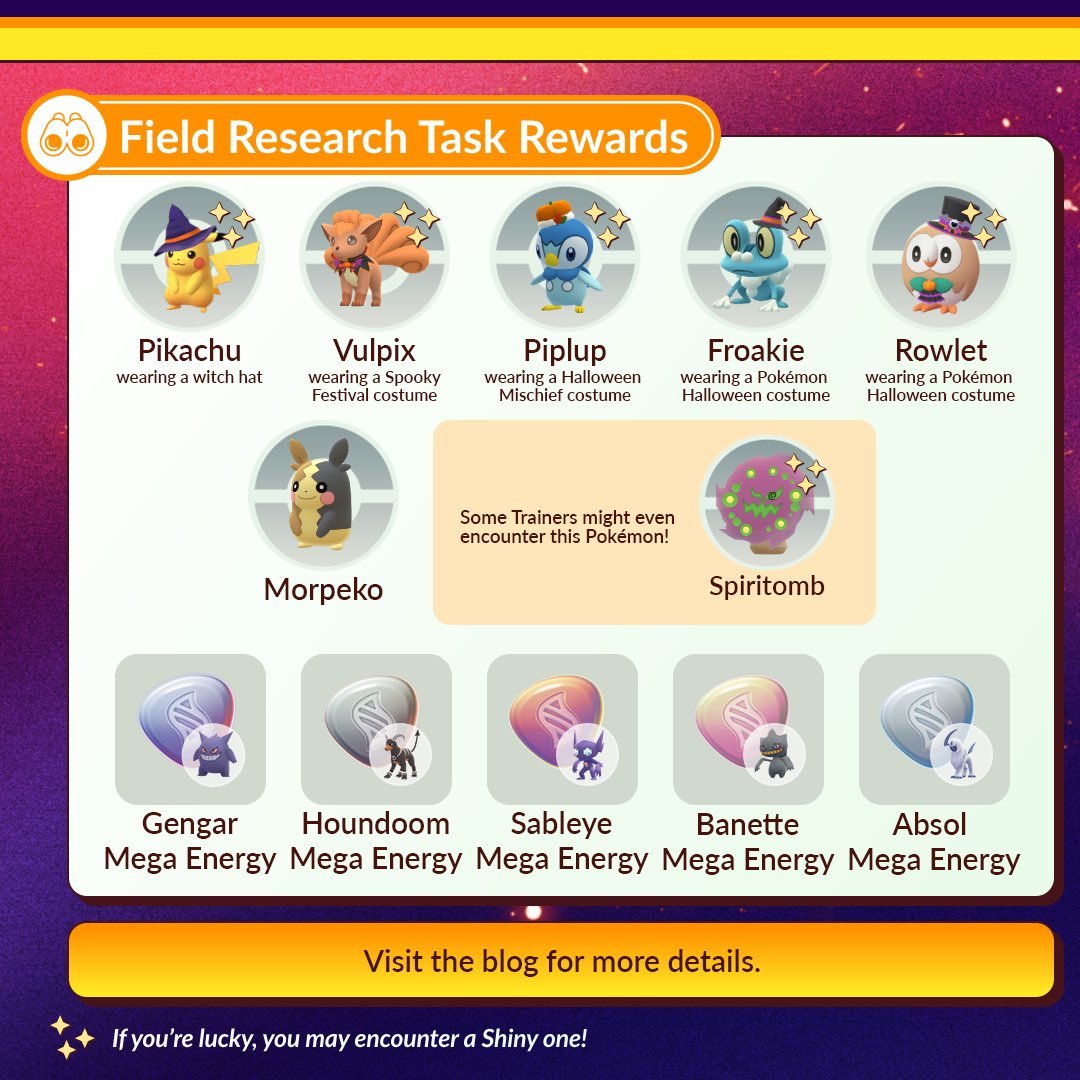 Field Research Task Rewards
Pikachu
wearing a witch hat
Vulpix
wearing a Spooky
Festival costume
Piplup
wearing a Halloween
Mischief costume
Froakie
wearing a Pokémon
Halloween costume
Rowlet
wearing a Pokémon
Halloween costume
Morpeko
Some Trainers might even
encounter this Pokémon!
Spiritomb
Gengar
Mega Energy
Houndoom
Mega Energy
Sableye
Mega Energy
Banette
Mega Energy
Absol
Mega Energy
Visit the blog for more details.
If you’re lucky, you may encounter a Shiny one!